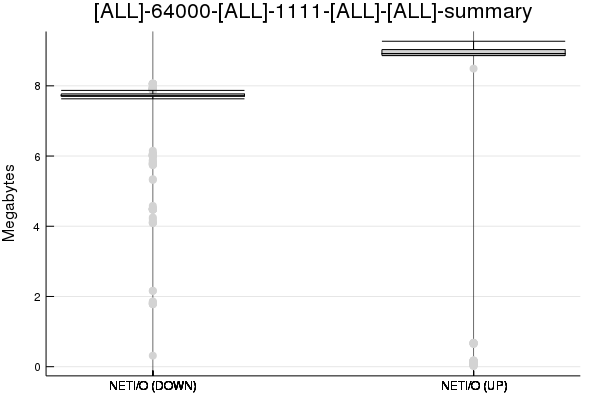 [ALL]-64000-[ALL]-1111-[ALL]-[ALL]-summary
Megabytes
8
6
4
2
0
NETI/O (DOWN)
NETI/O (UP)